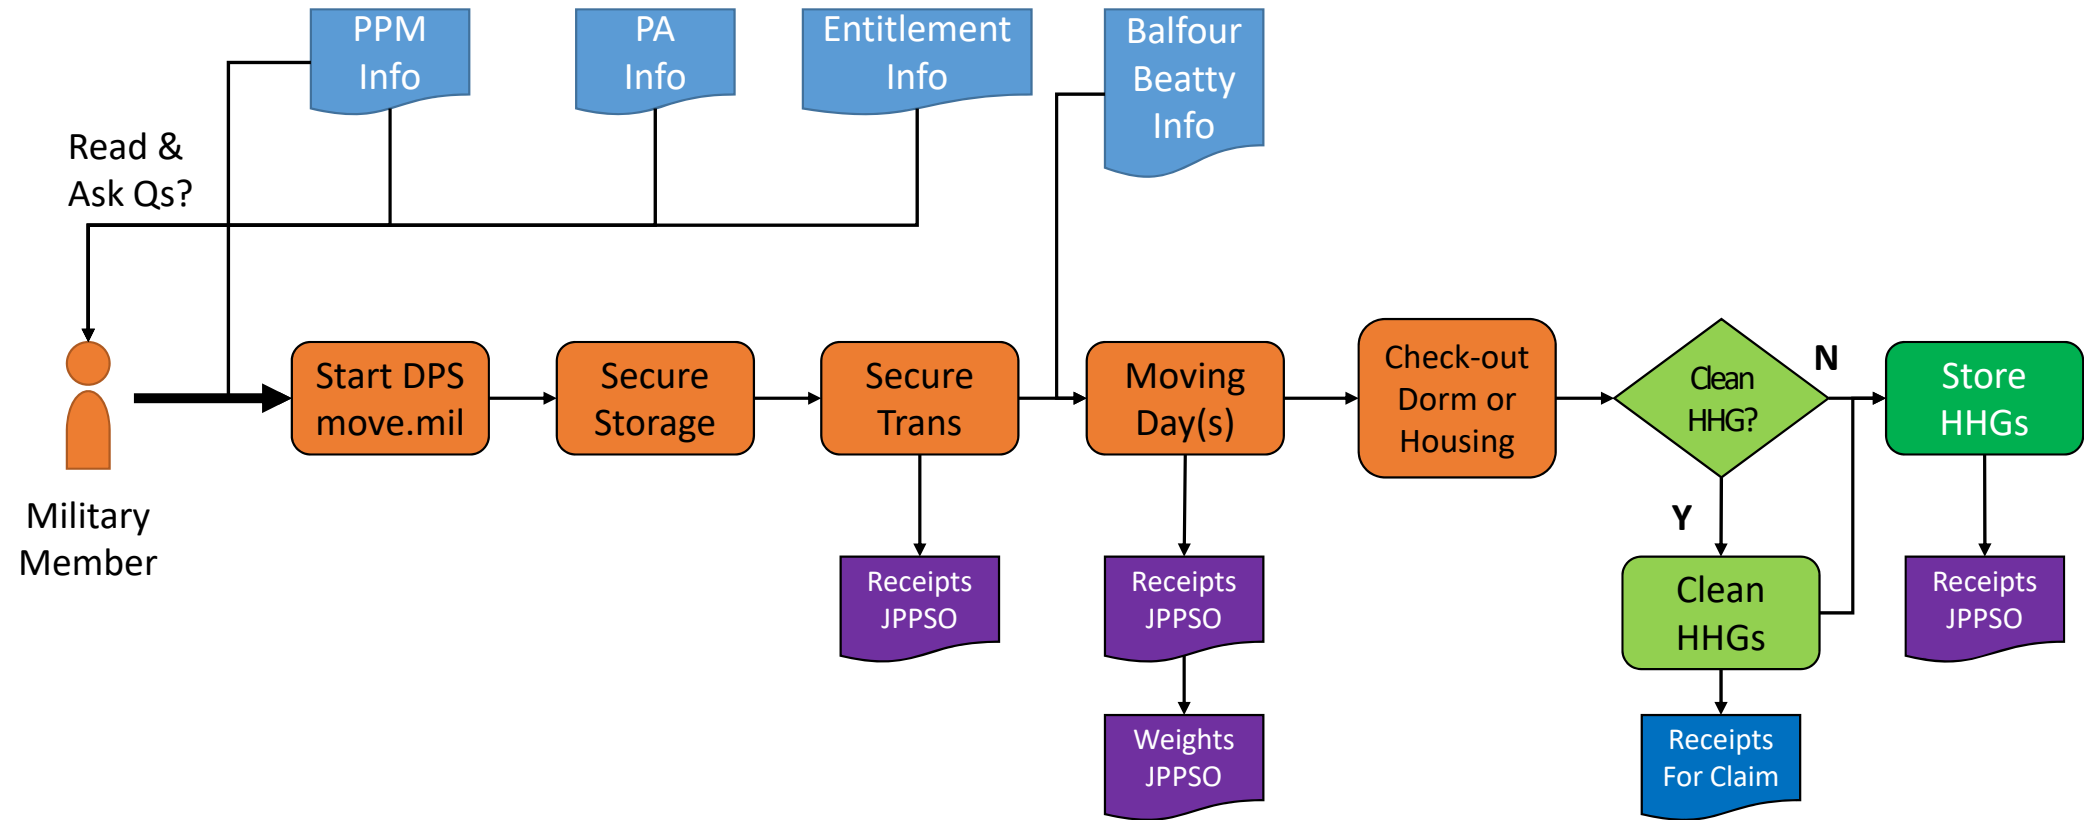 PPM
Info
PA
Info
Entitlement
Info
Balfour
Beatty
Info
Read &
Ask Qs?
Military
Member
Start DPS
move.mil
Secure
Storage
Secure
Trans
Moving
Day(s)
Check-out
Dorm or
Housing
Clean
HHG?
N
Store
HHGs
Y
Receipts
JPPSO
Receipts
JPPSO
Clean
HHGs
Receipts
JPPSO
Weights
JPPSO
Receipts
For Claim